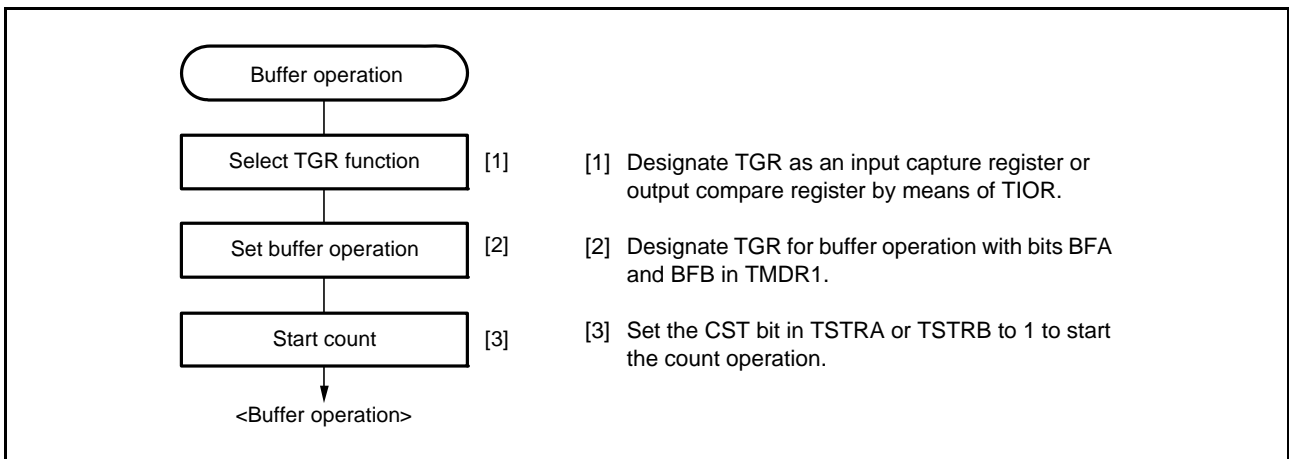 Buffer operation
Select TGR function [1]
Set buffer operation [2]
Start count [3]
<Buffer operation>
[1] Designate TGR as an input capture register or
output compare register by means of TIOR.
[2] Designate TGR for buffer operation with bits BFA
and BFB in TMDR1.
[3] Set the CST bit in TSTRA or TSTRB to 1 to start
the count operation.